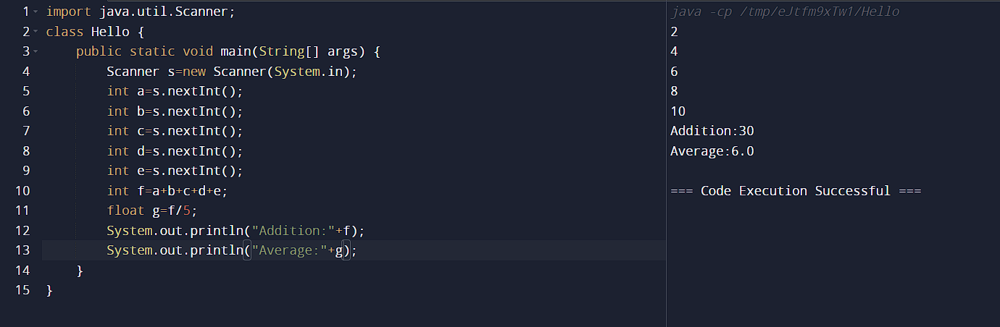 1 import java.util.Scanner;
2 class Hello {
3     public static void main(String[] args) {
4         Scanner s=new Scanner(System.in);
5         int a=s.nextInt();
6         int b=s.nextInt();
7         int c=s.nextInt();
8         int d=s.nextInt();
9         int e=s.nextInt();
10         int f=a+b+c+d+e;
11         float g=f/5;
12         System.out.println("Addition:"+f);
13         System.out.println("Average:"+g);
14     }
15 }
java -cp /tmp/eJtfm9xTw1/Hello
2
4
6
8
10
Addition:30
Average:6.0
=== Code Execution Successful ===